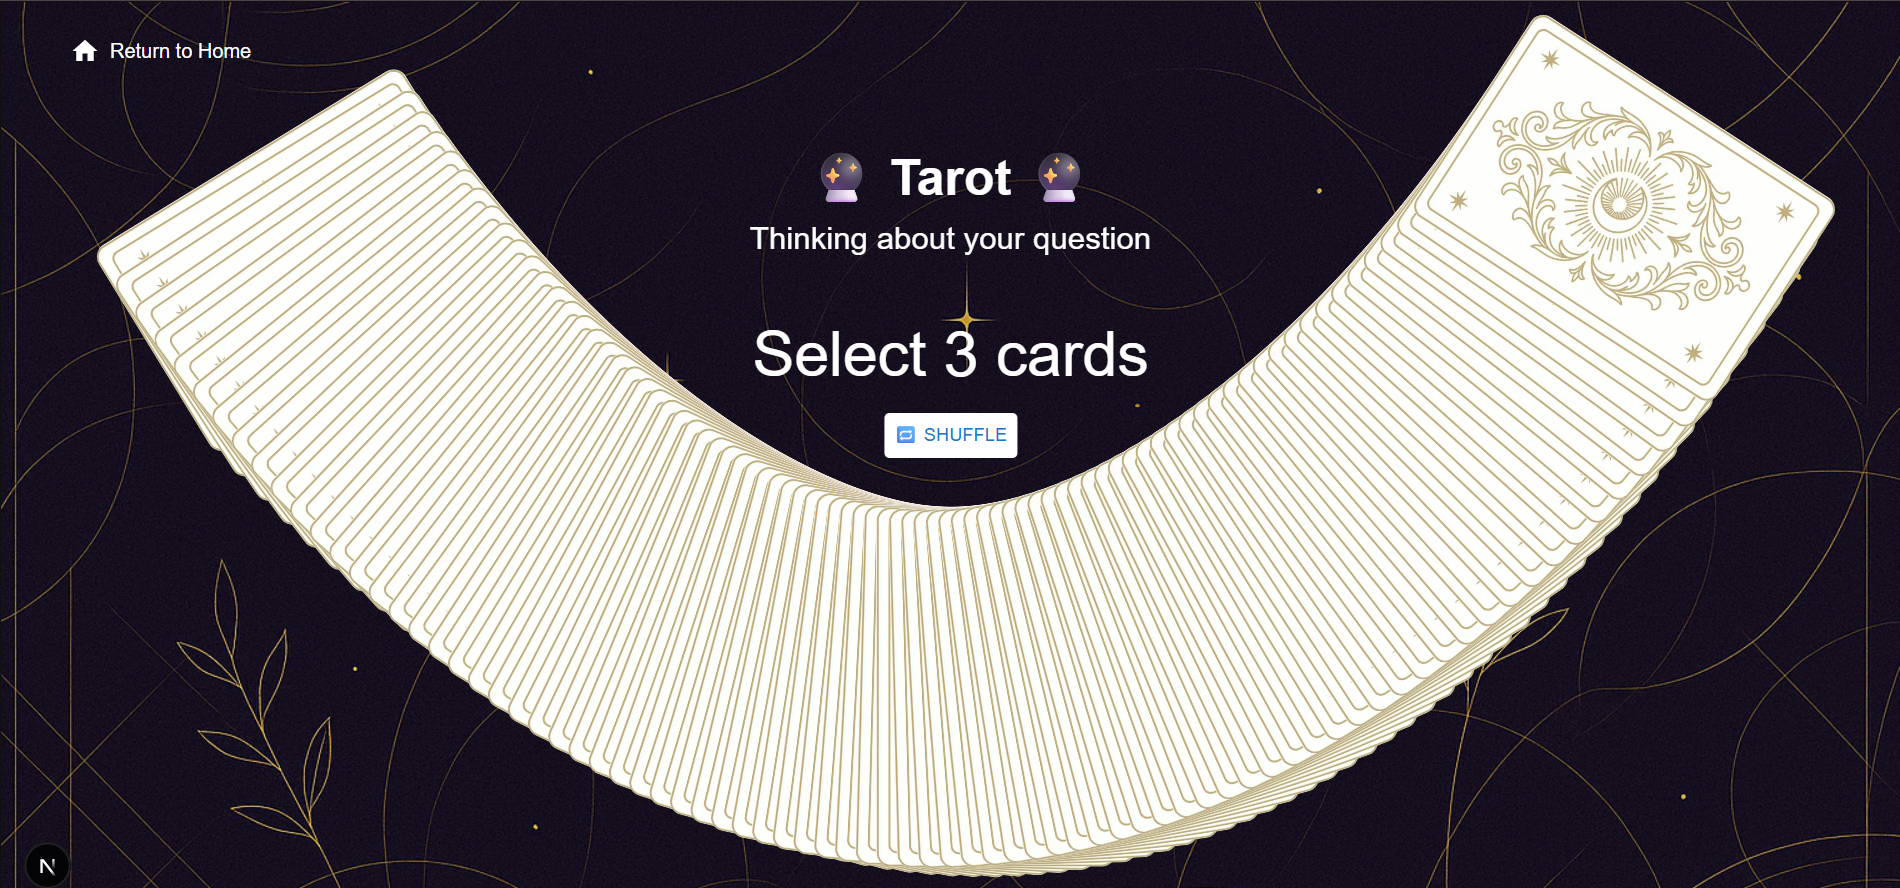 Return to Home
Tarot
Thinking about your question
Select 3 cards
SHUFFLE
N